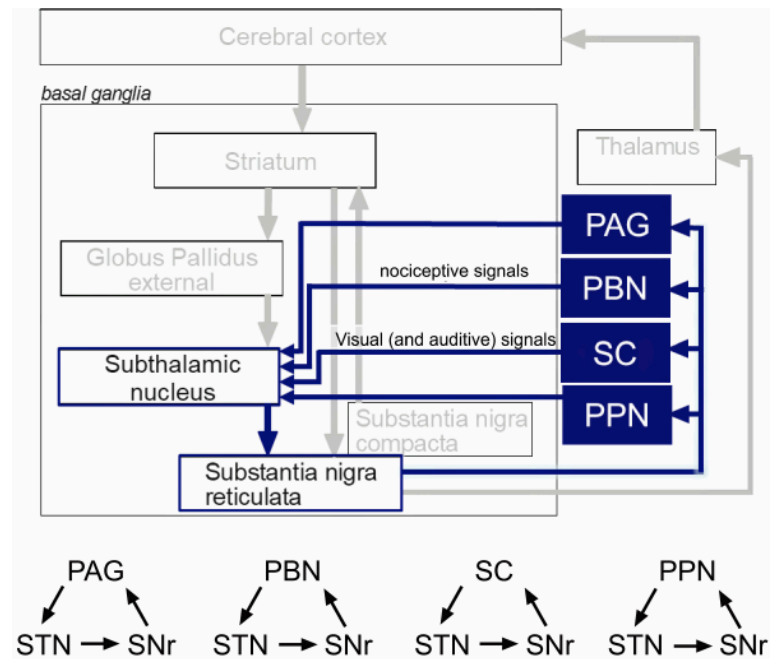 Cerebral cortex
basal ganglia
Striatum
Thalamus
PAG
Globus Pallidus
external
nociceptive signals
PBN
Visual (and auditive) signals
SC
Subthalamic
nucleus
PPN
Substantia nigra
compacta
Substantia nigra
reticulata
PAG PBN SC PPN
STN SNr STN SNr STN SNr STN SNr